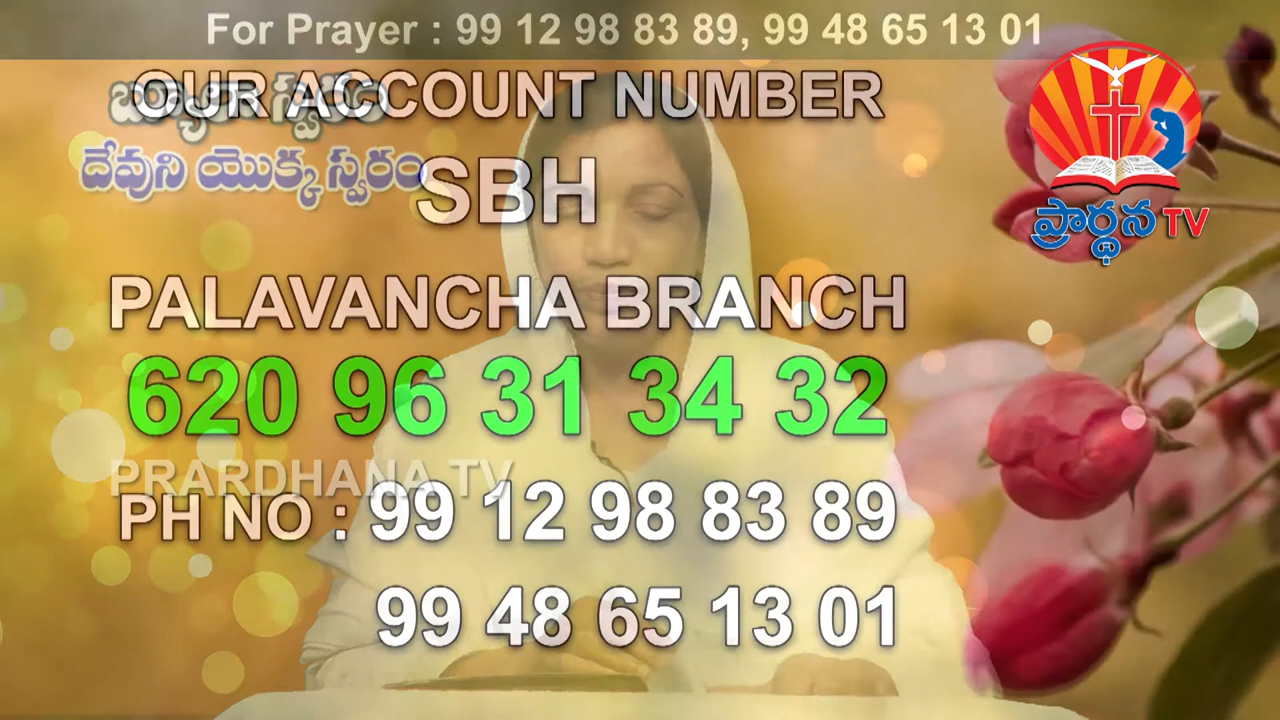 For Prayer : 99 12 98 83 89, 99 48 65 13 01
OUR ACCOUNT NUMBER
దేవుని యొక్క స్వరం
SBH
ప్రార్థన TV
PALAVANCHA BRANCH
620 96 31 34 32
PRARDHANA TV
PH NO : 99 12 98 83 89
99 48 65 13 01